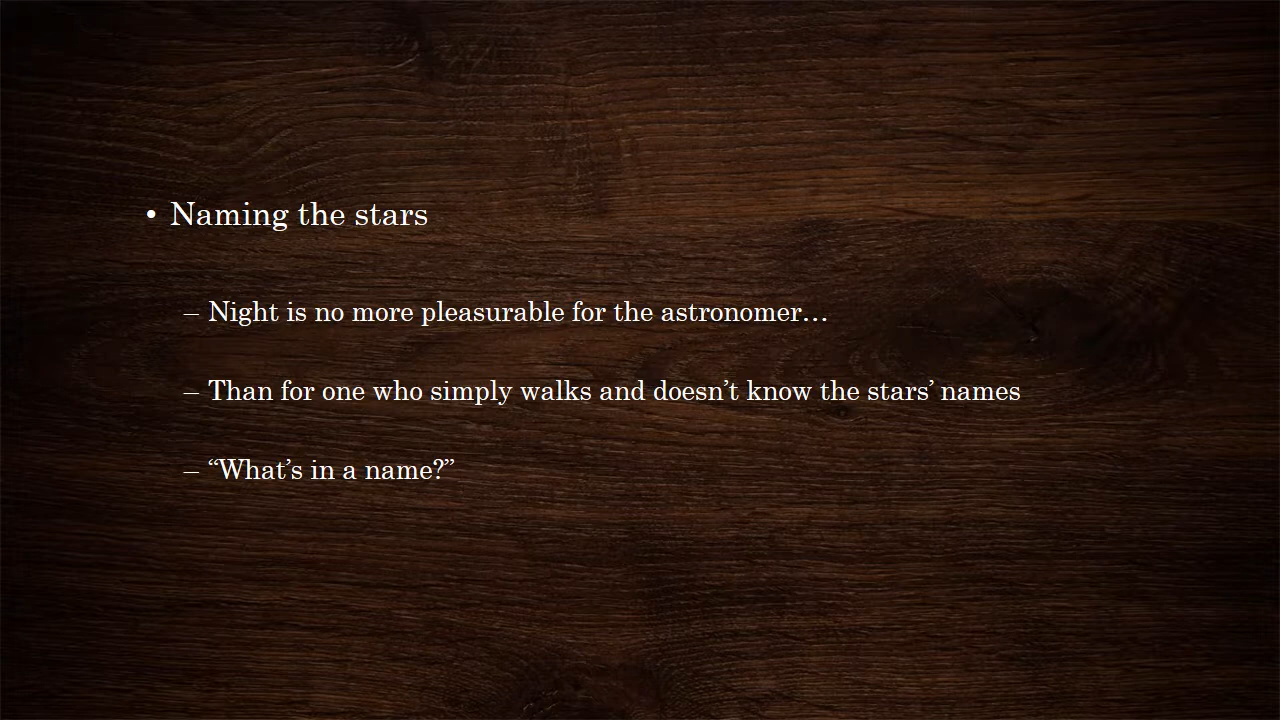 • Naming the stars
– Night is no more pleasurable for the astronomer…
– Than for one who simply walks and doesn’t know the stars’ names
– “What’s in a name?”